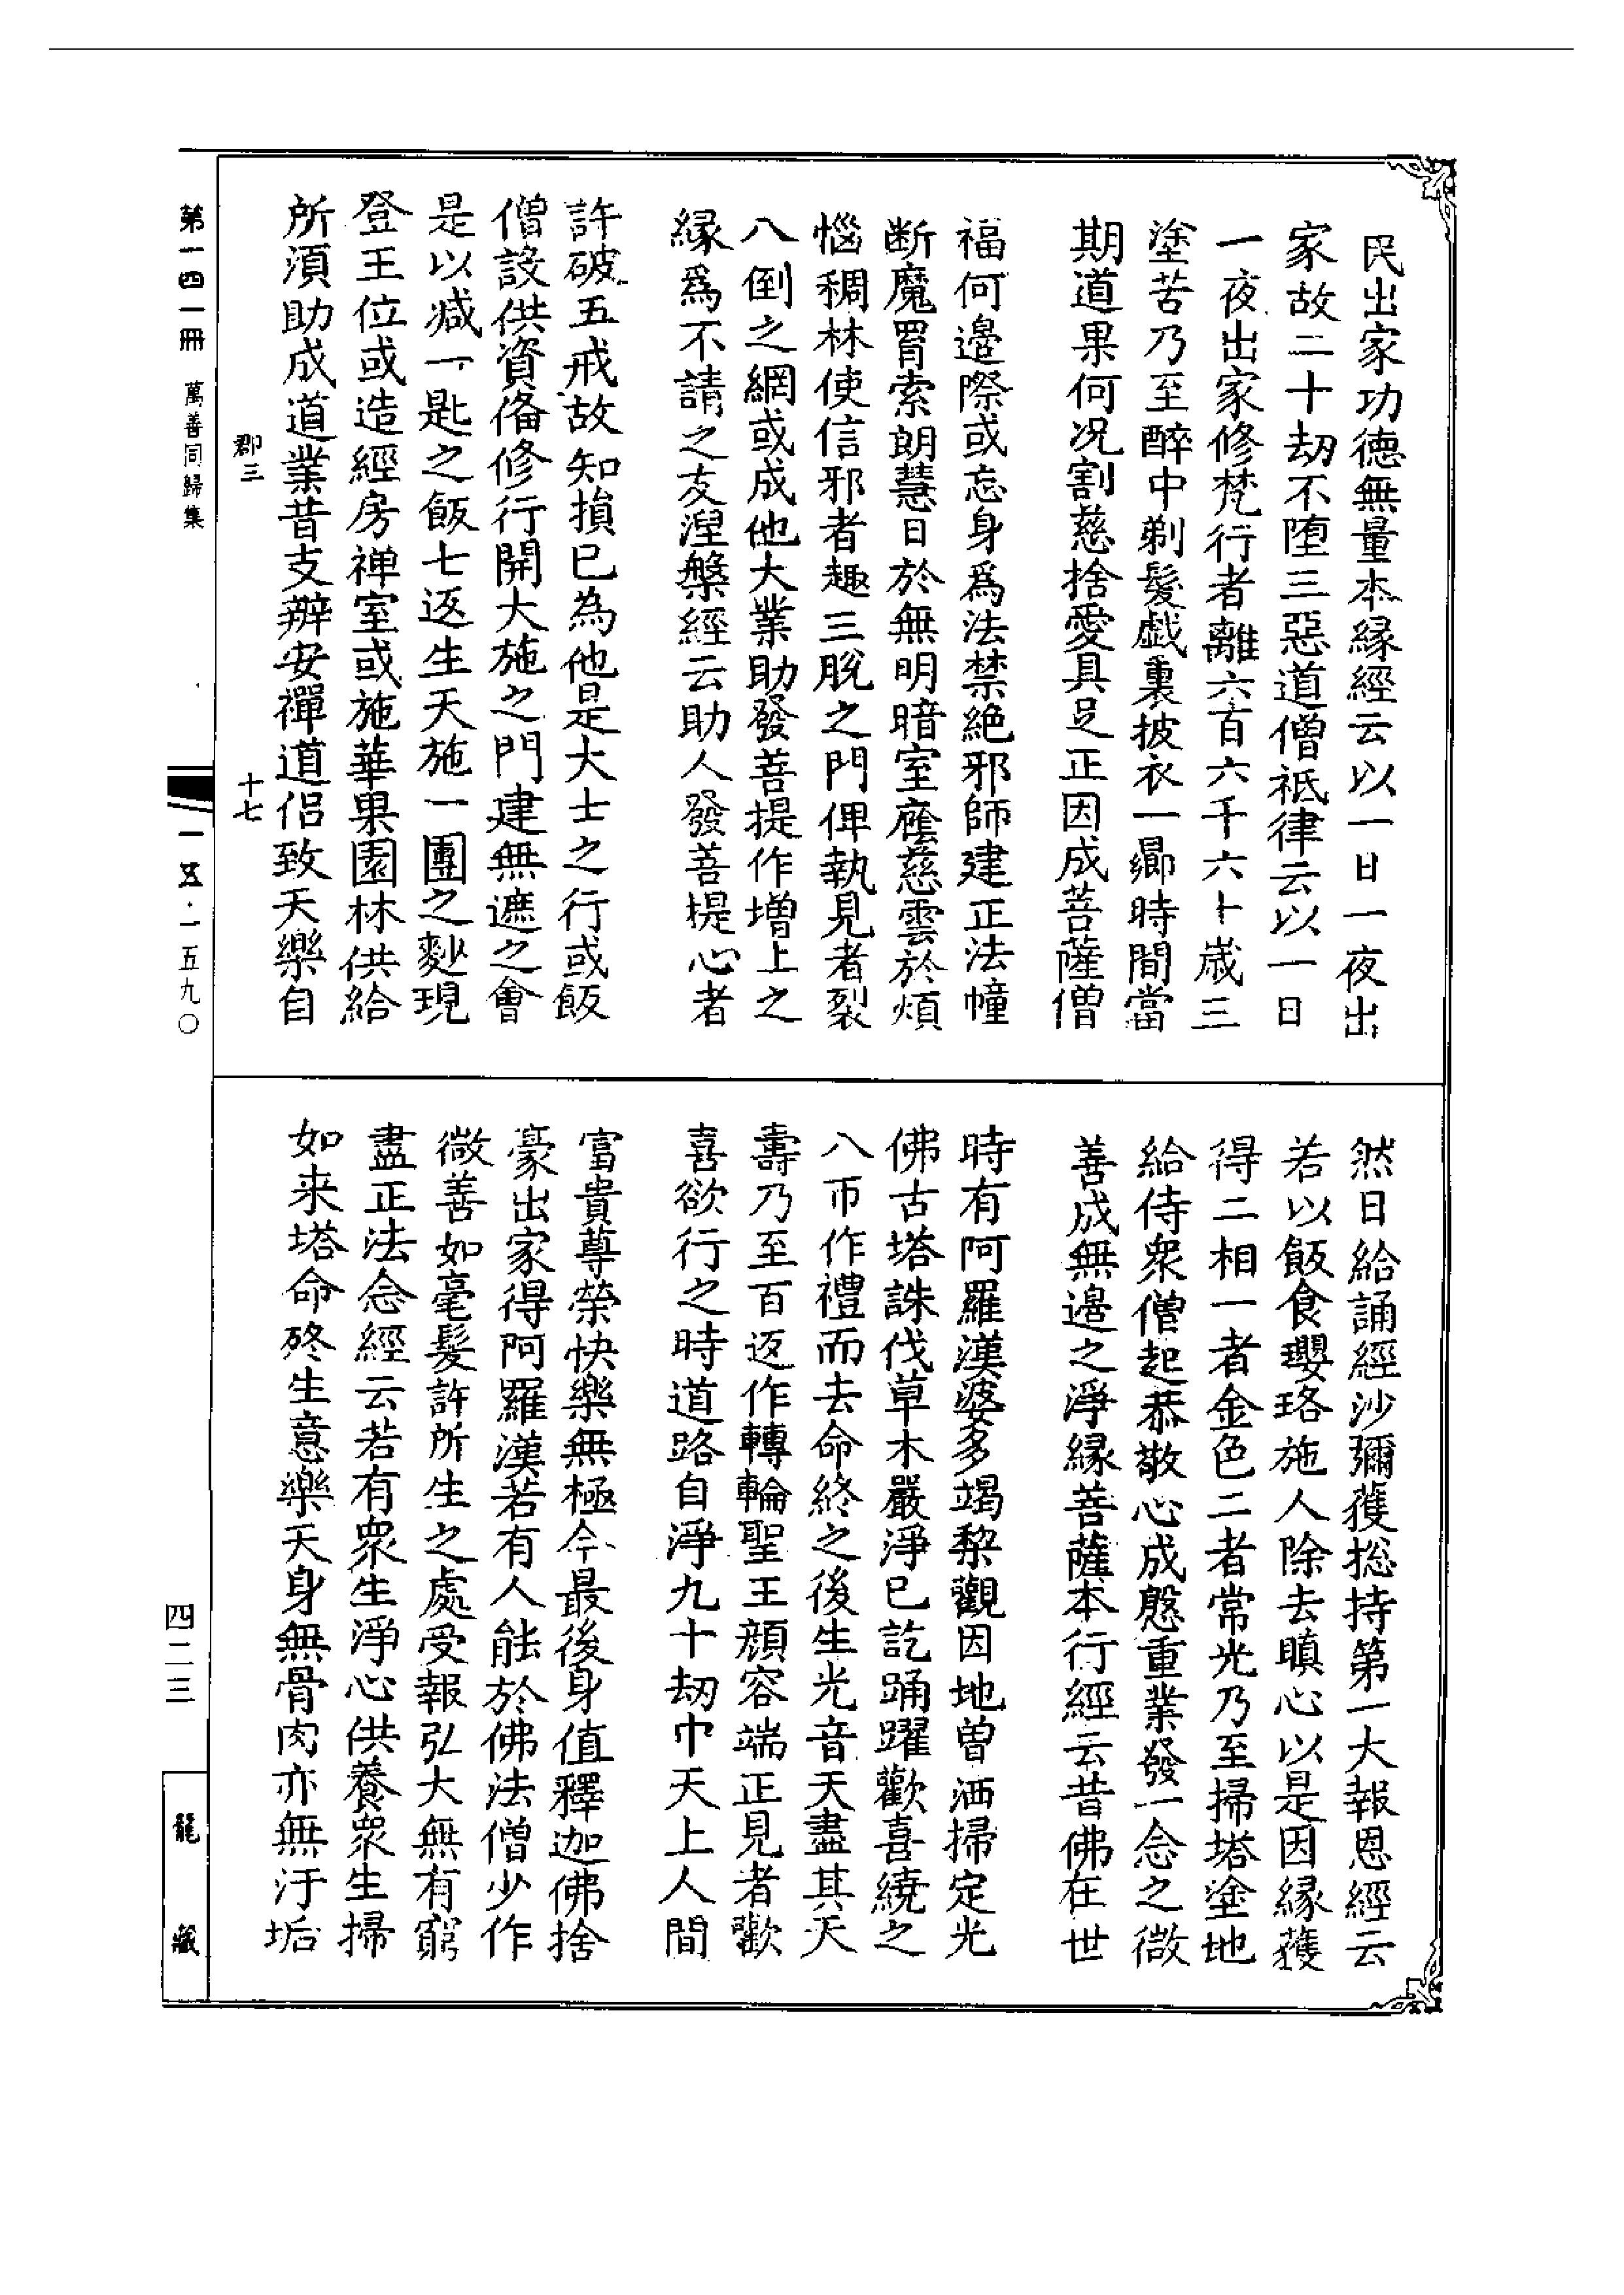 民出家功德無量本緣經云以一日一夜出
家故二十劫不墮三惡道僧祇律云以一日
一夜出家修梵行者離六百六千六十歲三
塗苦乃至醉中剃髮戲裏披衣一晌時間當
期道果何况割慈捨愛具足正因成菩薩僧
福何邊際或忘身爲法禁絶邪師建正法幢
断魔罥索朗慧日於無明暗室廕慈雲於煩
惱稠林使信邪者趣三脫之門俾執見者裂
八倒之網或成他大業助發菩提作增上之
緣爲不請之友涅槃經云助人發菩提心者
許破五戒故知損已為他是大士之行或飯
僧設供資俻修行開大施之門建無遮之會
是以减一匙之飯七返生天施一團之麨現
登王位或造經房禅室或施華果園林供給
所須助成道業昔支辦安禪道侣致天樂自
然日給誦經沙彌獲捴持第一大報恩經云
若以飯食瓔珞施人除去瞋心以是因緣獲
得二相一者金色二者常光乃至掃塔塗地
給侍衆僧起恭敬心成慇重業發一念之微
善成無邊之淨緣菩薩本行經云昔佛在世
時有阿羅漢婆多竭黎觀因地曽洒掃定光
佛古塔誅伐草木嚴淨已訖踊躍歡喜繞之
八帀作禮而去命終之後生光音天盡其天
壽乃至百返作轉輪聖王顏容端正見者歡
喜欲行之時道路自淨九十劫中天上人間
富貴尊榮快樂無極今最後身值釋迦佛捨
豪出家得阿羅漢若有人能於佛法僧少作
微善如毫髮許所生之處受報弘大無有窮
盡正法念經云若有眾生淨心供養眾生掃
如来塔命終生意樂天身無骨肉亦無汙垢
郡三
十七
第一四一冊
萬善同歸集
一五·一五九〇
四二三
龍藏